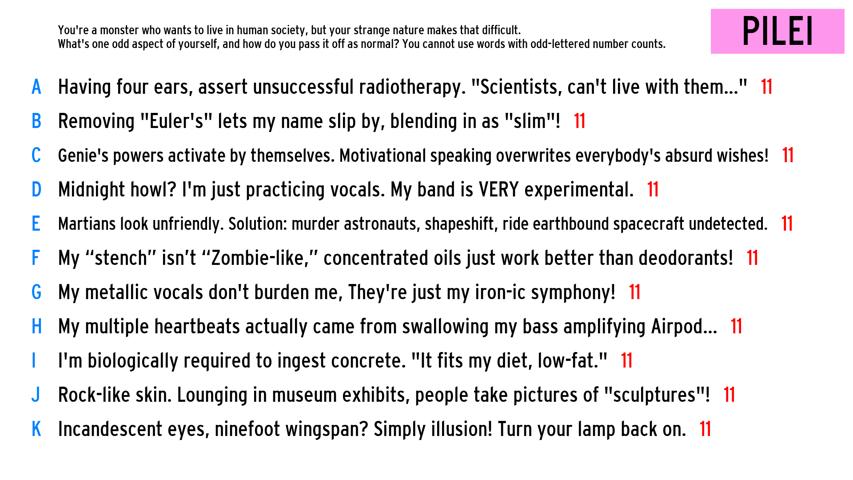 You're a monster who wants to live in human society, but your strange nature makes that difficult.
What's one odd aspect of yourself, and how do you pass it off as normal? You cannot use words with odd-lettered number counts.
PILEI
A Having four ears, assert unsuccessful radiotherapy. "Scientists, can't live with them..." 11
B Removing "Euler's" lets my name slip by, blending in as "slim"! 11
C Genie's powers activate by themselves. Motivational speaking overwrites everybody's absurd wishes! 11
D Midnight howl? I'm just practicing vocals. My band is VERY experimental. 11
E Martians look unfriendly. Solution: murder astronauts, shapeshift, ride earthbound spacecraft undetected. 11
F My “stench” isn’t “Zombie-like,” concentrated oils just work better than deodorants! 11
G My metallic vocals don't burden me, They're just my iron-ic symphony! 11
H My multiple heartbeats actually came from swallowing my bass amplifying Airpod... 11
I I'm biologically required to ingest concrete. "It fits my diet, low-fat." 11
J Rock-like skin. Lounging in museum exhibits, people take pictures of "sculptures"! 11
K Incandescent eyes, ninefoot wingspan? Simply illusion! Turn your lamp back on. 11